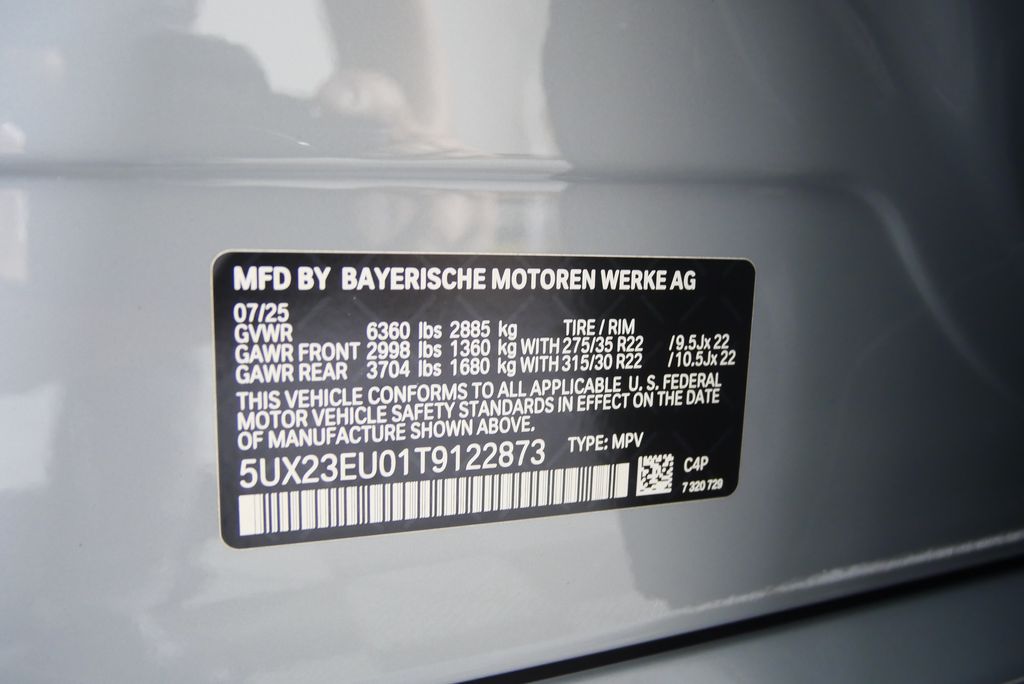 MFD BY BAYERISCHE MOTOREN WERKE AG
07/25
GVWR 6360 lbs 2885 kg TIRE / RIM
GAWR FRONT 2998 lbs 1360 kg WITH 275/35 R22 /9.5Jx 22
GAWR REAR 3704 lbs 1680 kg WITH 315/30 R22 /10.5Jx 22
THIS VEHICLE CONFORMS TO ALL APPLICABLE U. S. FEDERAL
MOTOR VEHICLE SAFETY STANDARDS IN EFFECT ON THE DATE
OF MANUFACTURE SHOWN ABOVE.
5UX23EU01T9122873 TYPE: MPV
C4P
7 320 729